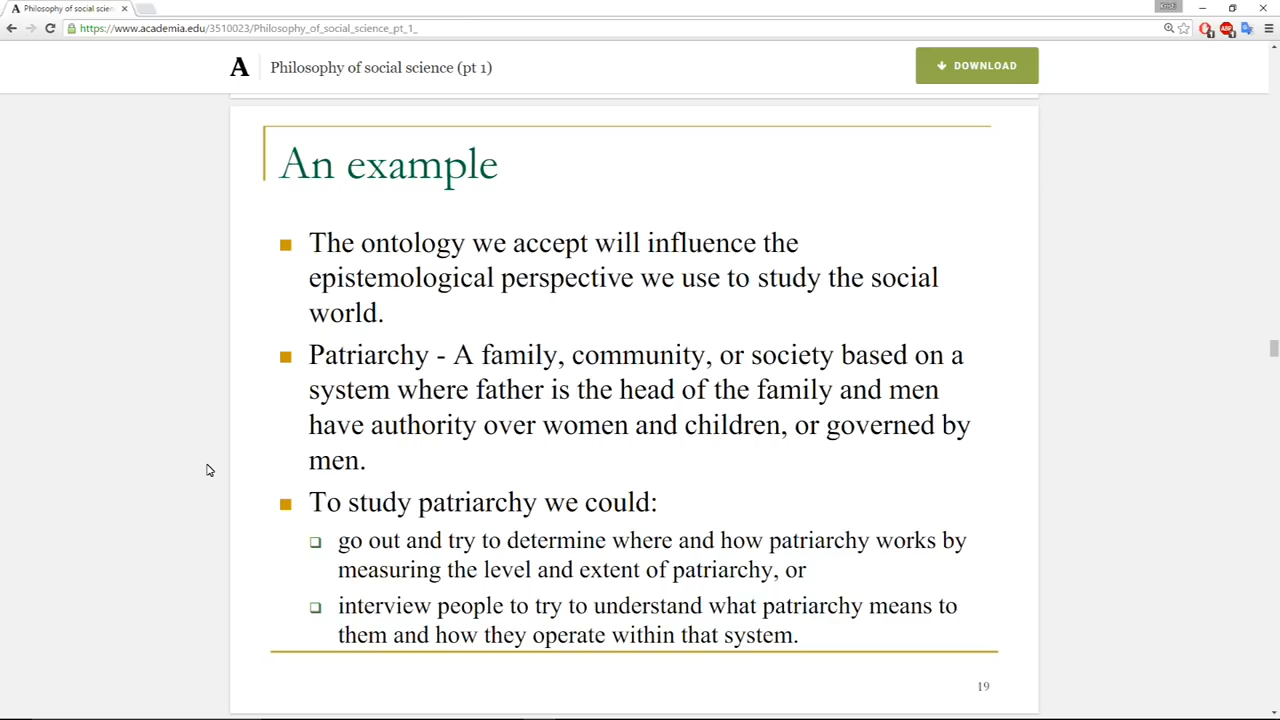 Philosophy of social scien
https://www.academia.edu/3510023/Philosophy_of_social_science_pt_1_
A
Philosophy of social science (pt 1)
DOWNLOAD
An example
The ontology we accept will influence the
epistemological perspective we use to study the social
world.
Patriarchy - A family, community, or society based on a
system where father is the head of the family and men
have authority over women and children, or governed by
men.
To study patriarchy we could:
go out and try to determine where and how patriarchy works by
measuring the level and extent of patriarchy, or
interview people to try to understand what patriarchy means to
them and how they operate within that system.
19